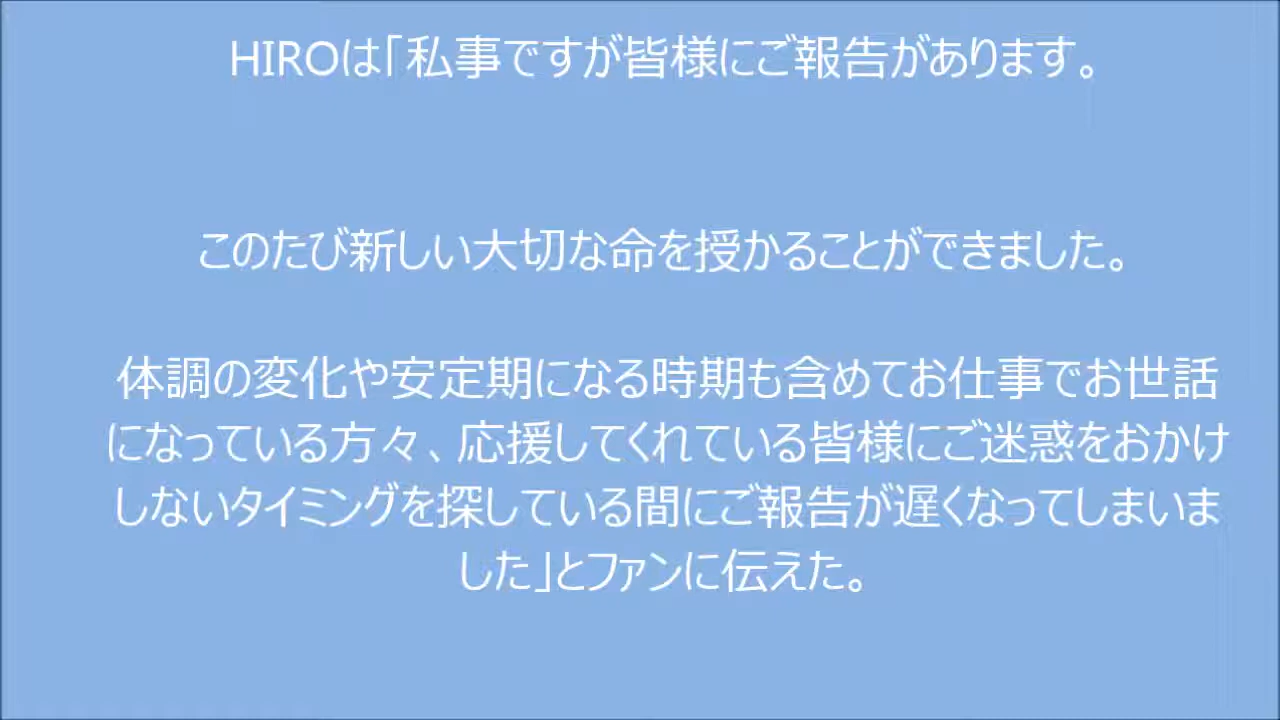 HIROは「私事ですが皆様にご報告があります。
このたび新しい大切な命を授かることができました。
体調の変化や安定期になる時期も含めてお仕事でお世話
になっている方々、応援してくれている皆様にご迷惑をおかけ
しないタイミングを探している間にご報告が遅くなってしまいま
した」とファンに伝えた。